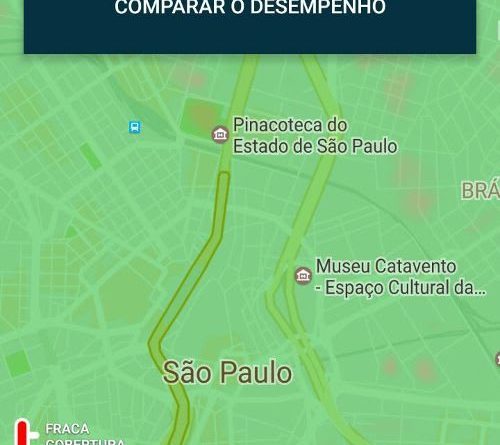 COMPARAR O DESEMPENHO
Pinacoteca do
Estado de São Paulo
BRÁ
Museu Catavento
- Espaço Cultural da...
São Paulo
FRACA
COBERTURA